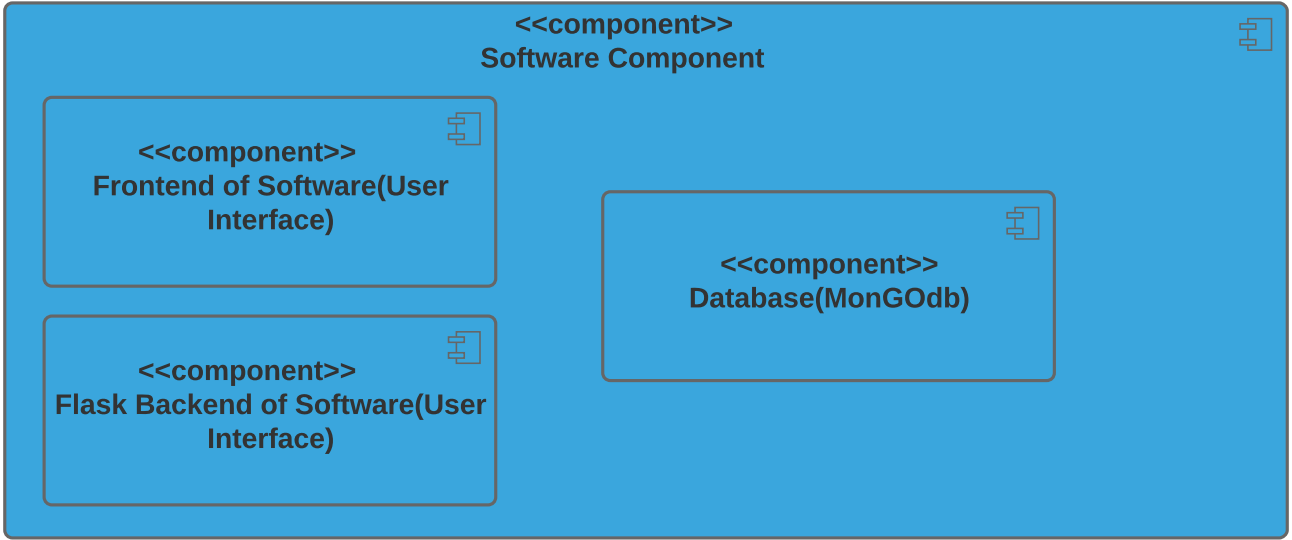 <<component>>
Software Component
<<component>>
Frontend of Software(User
Interface)
<<component>>
Database(MonGOdb)
<<component>>
Flask Backend of Software(User
Interface)